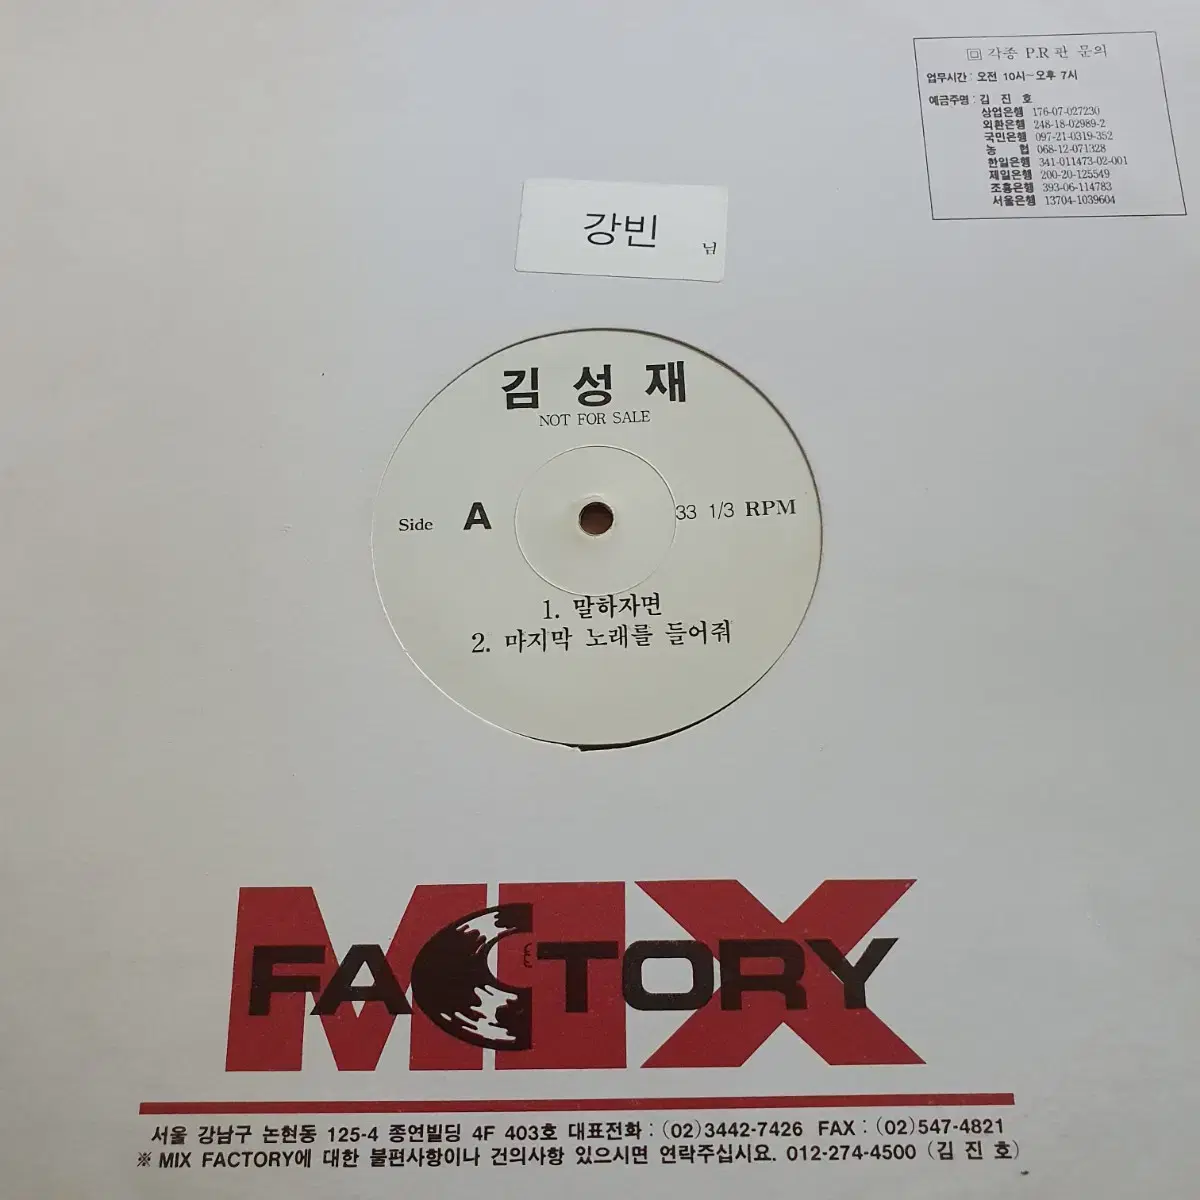 回 각종 P.R 판 문의
업무시간 : 오전 10시~오후 7시
예금주명 : 김 진 호
상업은행 176-07-027230
외환은행 248-18-02989-2
국민은행 097-21-0319-352
농 협 068-12-071328
한일은행 341-011473-02-001
제일은행 200-20-125549
조흥은행 393-06-114783
서울은행 13704-1039604
강빈 님
김 성 재
NOT FOR SALE
Side A 33 1/3 RPM
1. 말하자면
2. 마지막 노래를 들어줘
MIX
FACTORY
서울 강남구 논현동 125-4 종연빌딩 4F 403호 대표전화 : (02)3442-7426 FAX : (02)547-4821
※ MIX FACTORY에 대한 불편사항이나 건의사항 있으시면 연락주십시요. 012-274-4500 (김 진 호)